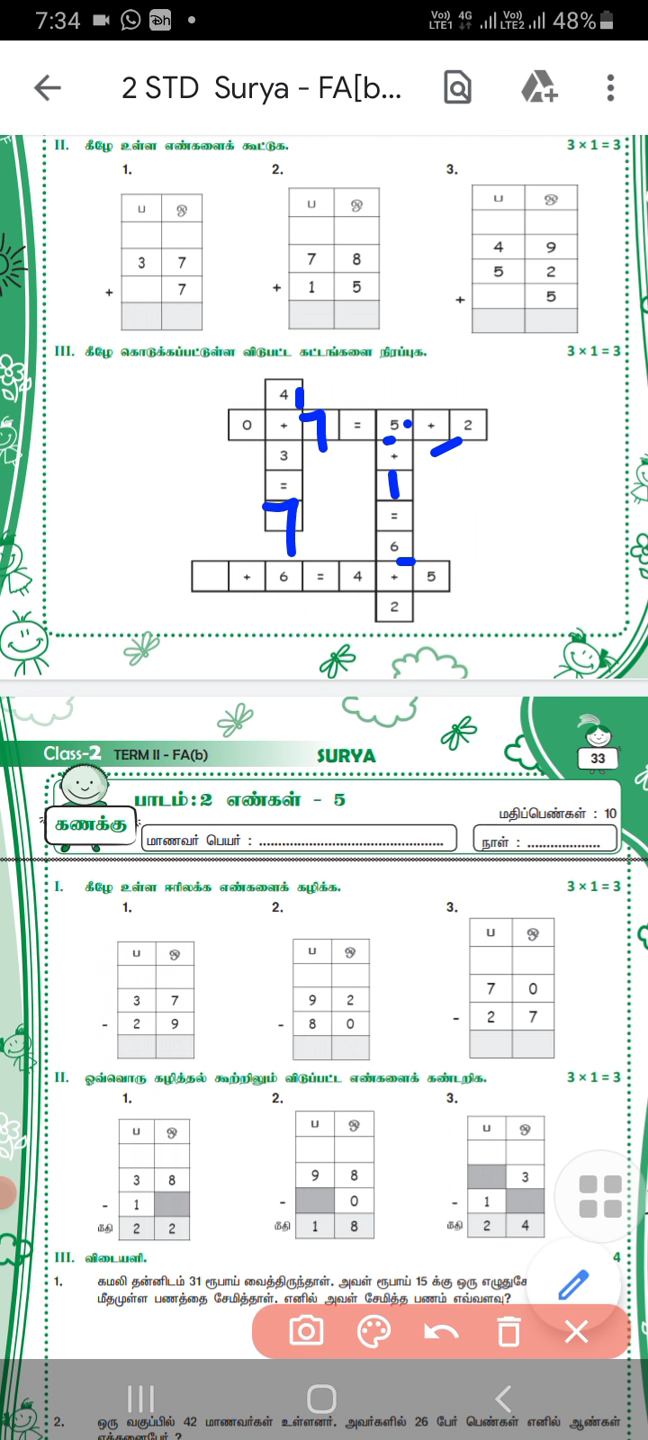 7:34 Dh Vo) LTE1 4G Vo) LTE2 48%
2 STD Surya - FA[b...
II. கீழே உள்ள எண்களைக் கூட்டுக. 3 × 1 = 3
1. 2. 3.
ப ஒ
3 7
+ 7
ப ஒ
7 8
+ 1 5
ப ஒ
4 9
5 2
+ 5
III. கீழே கொடுக்கப்பட்டுள்ள விடுபட்ட கட்டங்களை நிரப்புக. 3 × 1 = 3
4
0 + 7 = 5 + 2
3 +
= 1
7 =
6
+ 6 = 4 + 5
2
Class-2 TERM II - FA(b) SURYA 33
பாடம்:2 எண்கள் - 5
கணக்கு மதிப்பெண்கள் : 10
மாணவர் பெயர் : ................................................ நாள் : ...................
I. கீழே உள்ள ஈரிலக்க எண்களைக் கழிக்க. 3 × 1 = 3
1. 2. 3.
ப ஒ
3 7
- 2 9
ப ஒ
9 2
- 8 0
ப ஒ
7 0
- 2 7
II. ஒவ்வொரு கழித்தல் கூற்றிலும் விடுப்பட்ட எண்களைக் கண்டறிக. 3 × 1 = 3
1. 2. 3.
ப ஒ
3 8
- 1
மீதி 2 2
ப ஒ
9 8
- 0
மீதி 1 8
ப ஒ
3
- 1
மீதி 2 4
III. விடையளி. 4
1. கமலி தன்னிடம் 31 ரூபாய் வைத்திருந்தாள். அவள் ரூபாய் 15 க்கு ஒரு
மீதமுள்ள பணத்தை சேமித்தாள். எனில் அவள் சேமித்த பணம் எவ்வளவு?
2. ஒரு வகுப்பில் 42 மாணவர்கள் உள்ளனர். அவர்களில் 26 பேர் பெண்கள் எனில் ஆண்கள்